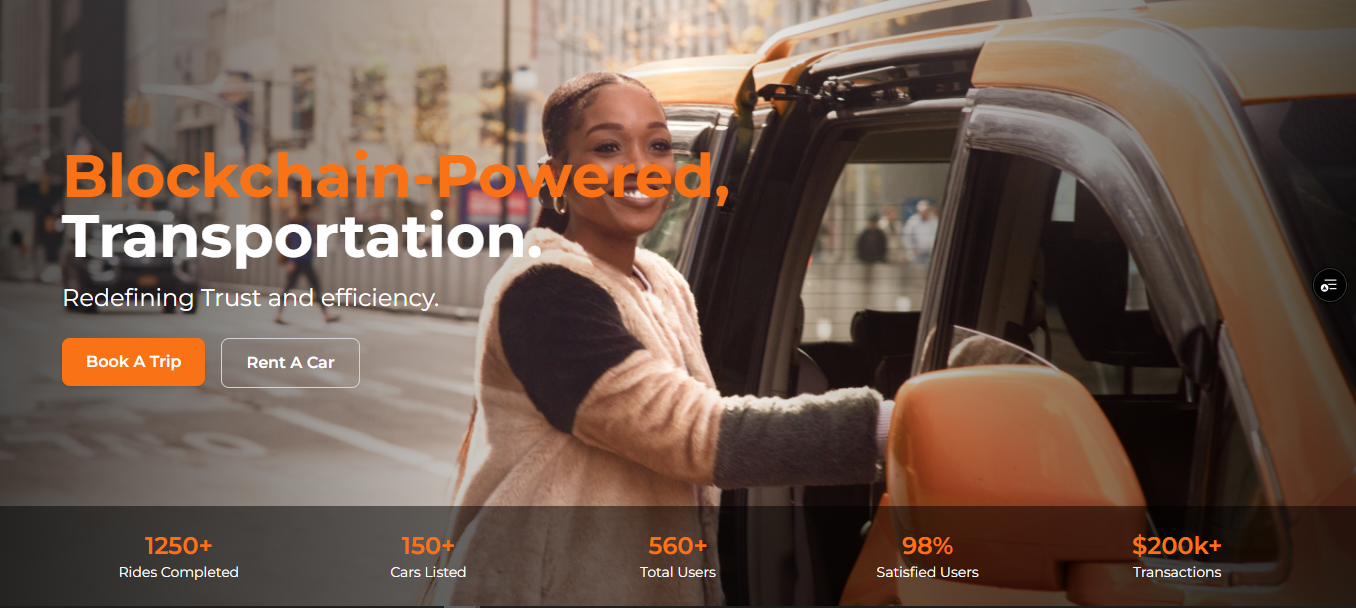 Blockchain-Powered,
Transportation.
Redefining Trust and efficiency.
Book A Trip
Rent A Car
1250+
Rides Completed
150+
Cars Listed
560+
Total Users
98%
Satisfied Users
$200k+
Transactions